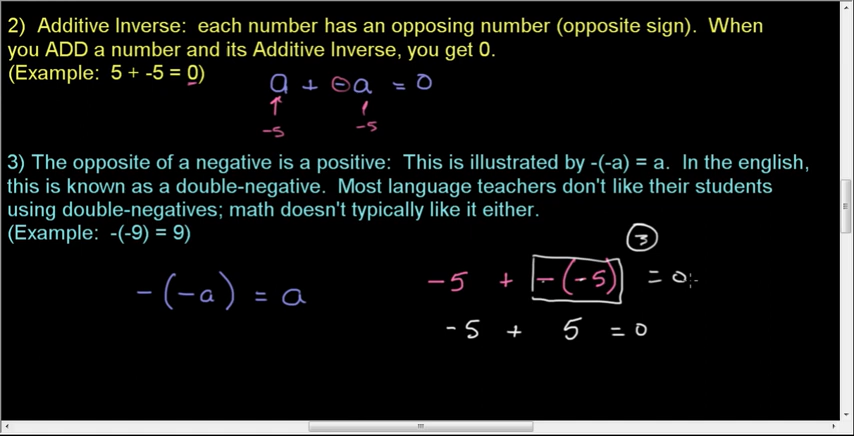 2) Additive Inverse: each number has an opposing number (opposite sign). When
you ADD a number and its Additive Inverse, you get 0.
(Example: 5 + -5 = 0)
a + -a = 0
-5 -5
3) The opposite of a negative is a positive: This is illustrated by -(-a) = a. In the english,
this is known as a double-negative. Most language teachers don't like their students
using double-negatives; math doesn't typically like it either.
(Example: -(-9) = 9)
3
-(-a) = a
-5 + -(-5) = 0
-5 + 5 = 0